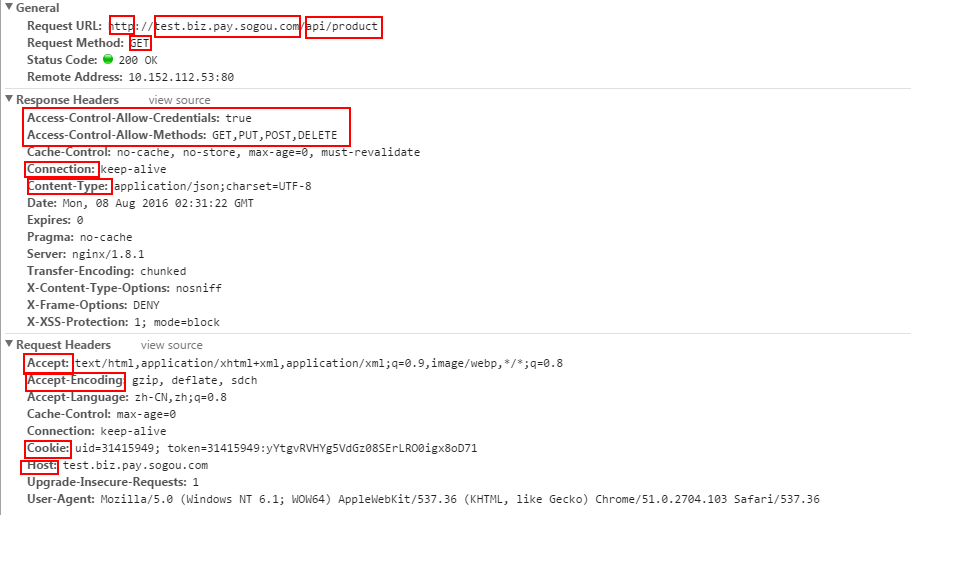 General
Request URL: http://test.biz.pay.sogou.com/api/product
Request Method: GET
Status Code: 200 OK
Remote Address: 10.152.112.53:80
Response Headers view source
Access-Control-Allow-Credentials: true
Access-Control-Allow-Methods: GET,PUT,POST,DELETE
Cache-Control: no-cache, no-store, max-age=0, must-revalidate
Connection: keep-alive
Content-Type: application/json;charset=UTF-8
Date: Mon, 08 Aug 2016 02:31:22 GMT
Expires: 0
Pragma: no-cache
Server: nginx/1.8.1
Transfer-Encoding: chunked
X-Content-Type-Options: nosniff
X-Frame-Options: DENY
X-XSS-Protection: 1; mode=block
Request Headers view source
Accept: text/html,application/xhtml+xml,application/xml;q=0.9,image/webp,*/*;q=0.8
Accept-Encoding: gzip, deflate, sdch
Accept-Language: zh-CN,zh;q=0.8
Cache-Control: max-age=0
Connection: keep-alive
Cookie: uid=31415949; token=31415949:yYtgvRVHYg5VdGz08SErLRO0igx8oD71
Host: test.biz.pay.sogou.com
Upgrade-Insecure-Requests: 1
User-Agent: Mozilla/5.0 (Windows NT 6.1; WOW64) AppleWebKit/537.36 (KHTML, like Gecko) Chrome/51.0.2704.103 Safari/537.36